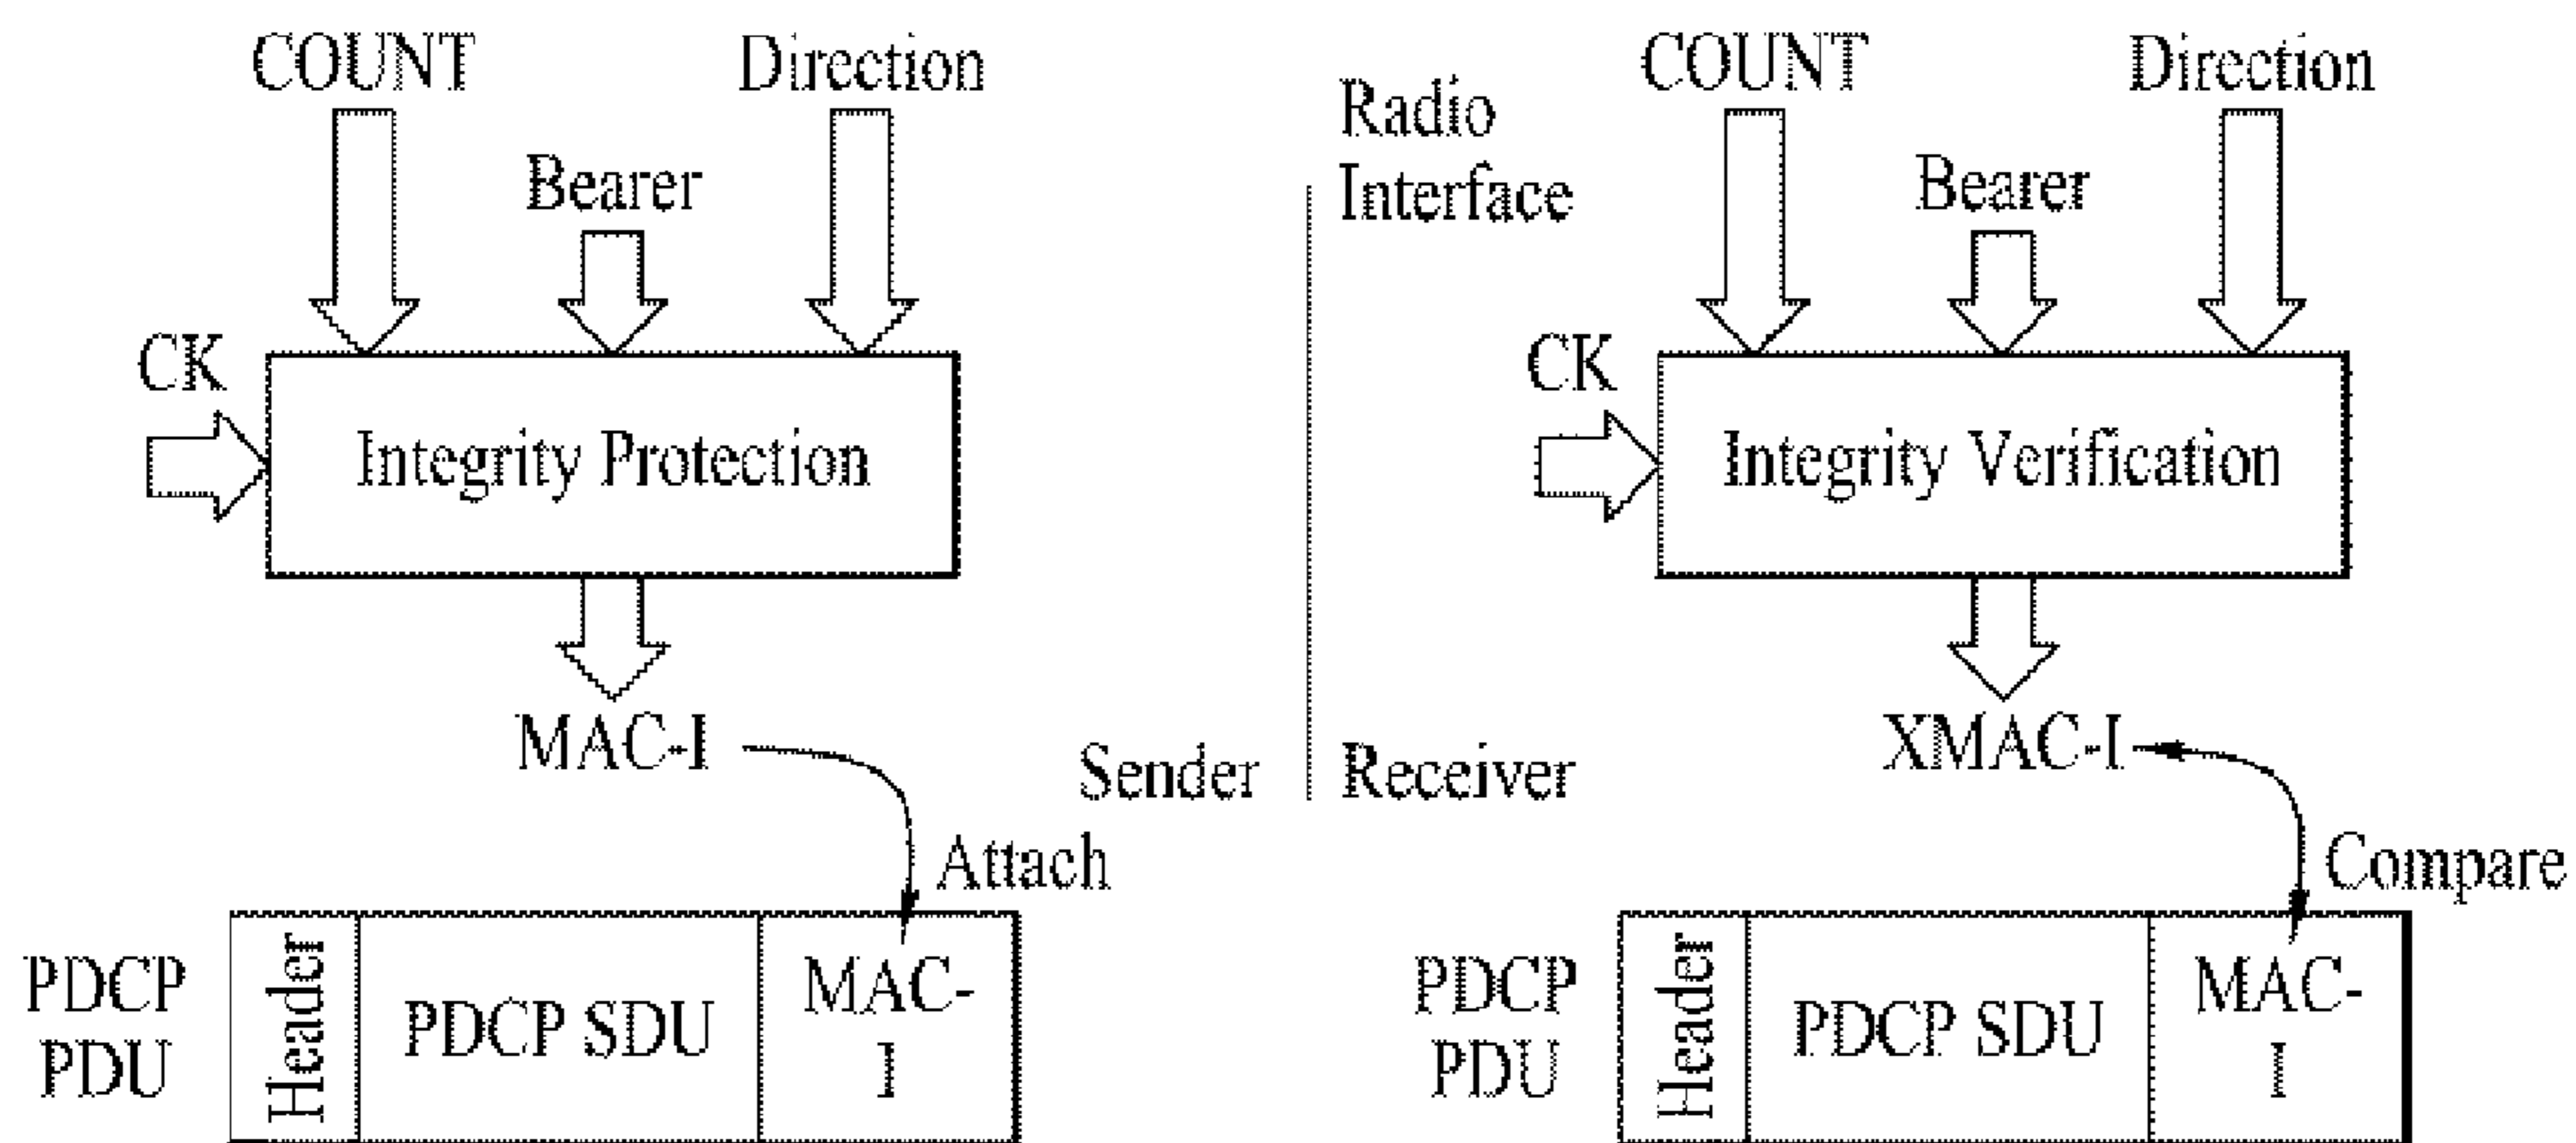 COUNT
Direction
Bearer
CK
Integrity Protection
MAC-I
Sender
Attach
PDCP
PDU
Header
PDCP SDU
MAC-
I
Radio
Interface
COUNT
Direction
Bearer
CK
Integrity Verification
XMAC-I
Receiver
Compare
PDCP
PDU
Header
PDCP SDU
MAC-
I